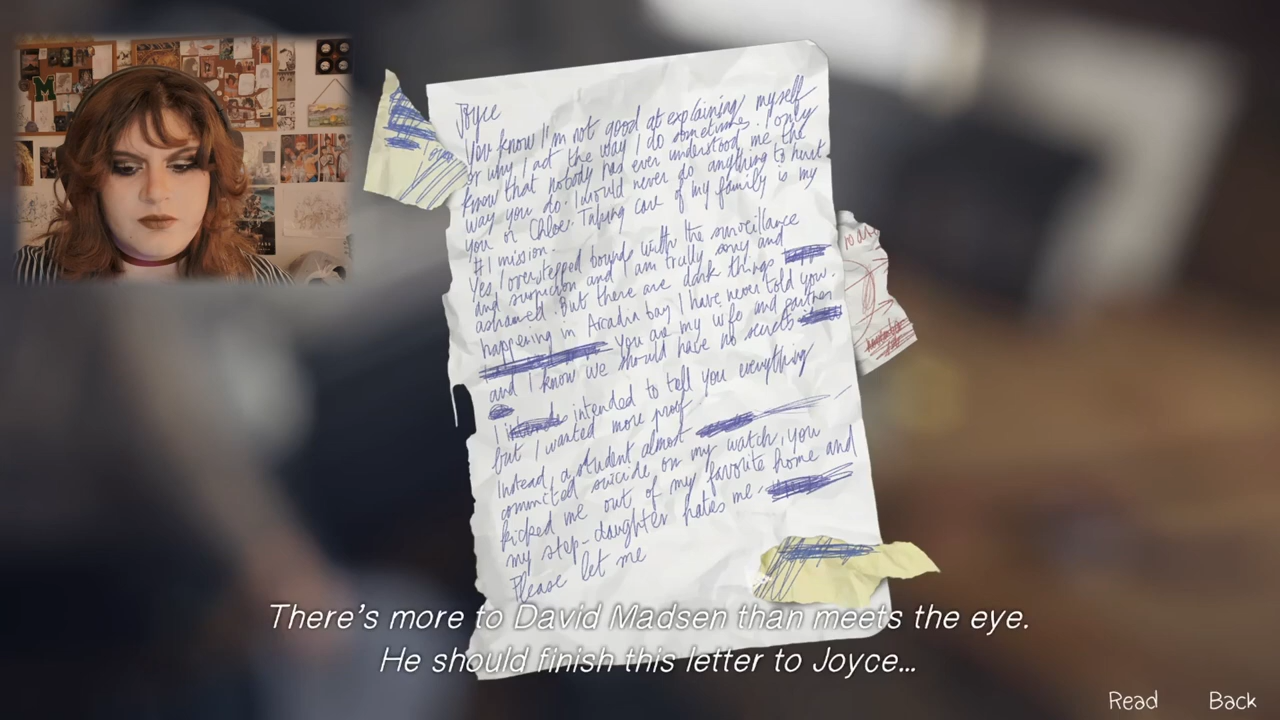 Joyce
You know I'm not good at explaining myself
or why I act the way I do sometimes. I only
know that nobody has ever understood me the
way you do. I would never do anything to hurt
you or Chloe. Taking care of my family is my
#1 mission.
Yes, I overstepped bounds with the surveillance
and suspicion and I am truly sorry and
ashamed. But there are dark things
happening in Arcadia bay I have never told you.
You are my wife and partner
and I know we should have no secrets
I intended to tell you everything
but I wanted more proof
Instead, a student almost
committed suicide on my watch, you
kicked me out of my favorite home and
my step-daughter hates me.
Please let me
There's more to David Madsen than meets the eye.
He should finish this letter to Joyce...
Read Back
M